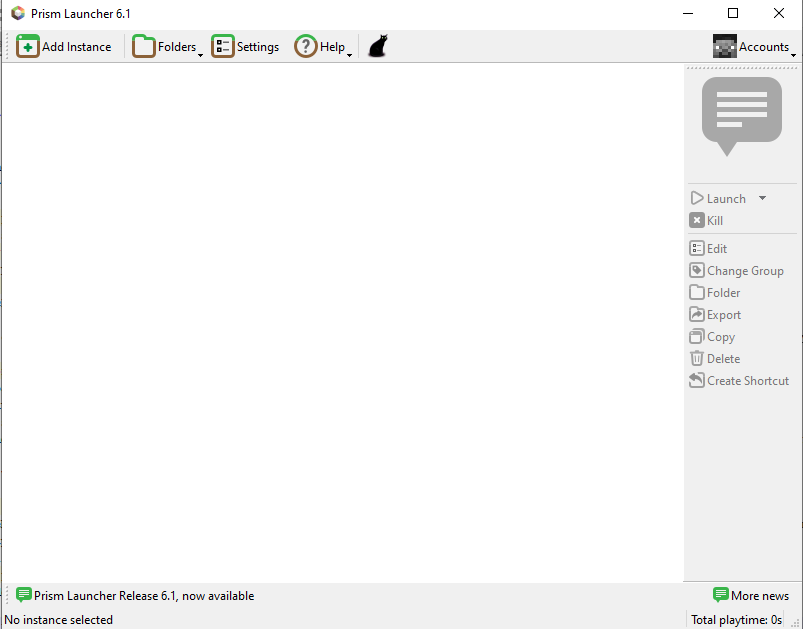 Prism Launcher 6.1
Add Instance Folders Settings Help Accounts
Launch
Kill
Edit
Change Group
Folder
Export
Copy
Delete
Create Shortcut
Prism Launcher Release 6.1, now available More news
No instance selected Total playtime: 0s